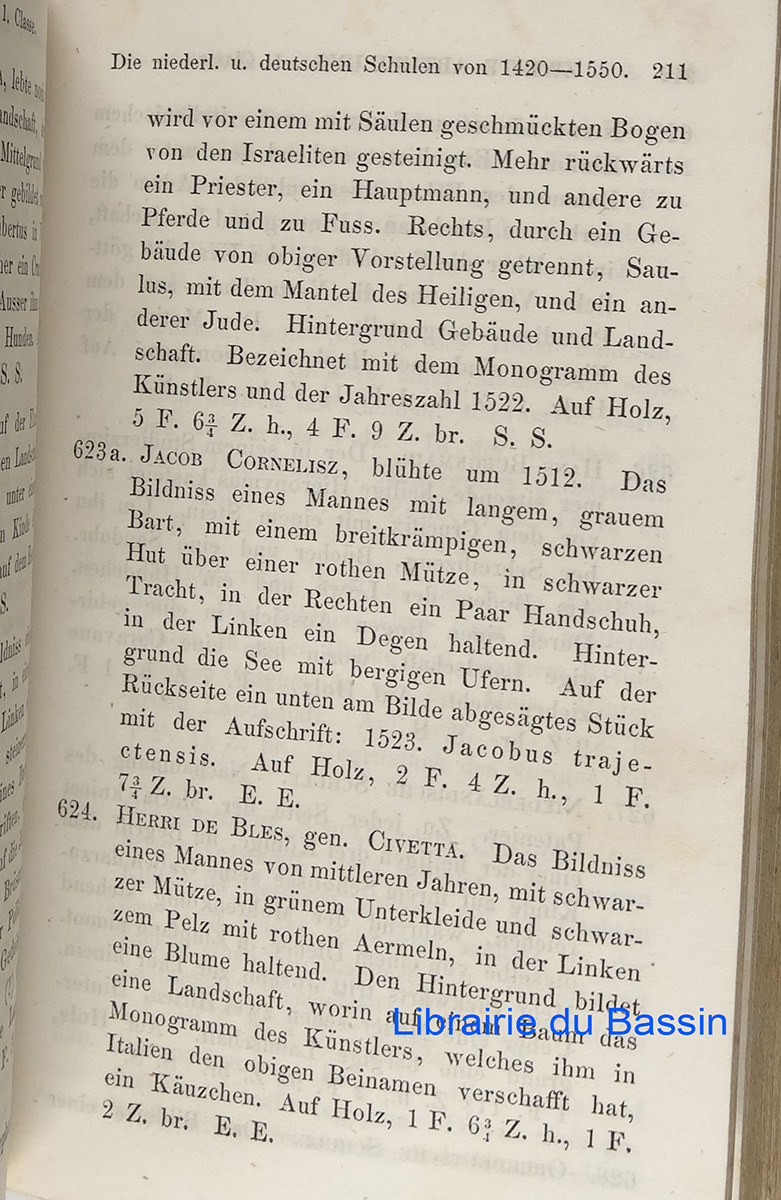 1. Classe.
Die niederl. u. deutschen Schulen von 1420—1550. 211
wird vor einem mit Säulen geschmückten Bogen
von den Israeliten gesteinigt. Mehr rückwärts
ein Priester, ein Hauptmann, und andere zu
Pferde und zu Fuss. Rechts, durch ein Ge-
bäude von obiger Vorstellung getrennt, Sau-
lus, mit dem Mantel des Heiligen, und ein an-
derer Jude. Hintergrund Gebäude und Land-
schaft. Bezeichnet mit dem Monogramm des
Künstlers und der Jahreszahl 1522. Auf Holz,
5 F. 6¾ Z. h., 4 F. 9 Z. br. S. S.
623a. JACOB CORNELISZ, blühte um 1512. Das
Bildniss eines Mannes mit langem, grauem
Bart, mit einem breitkrämpigen, schwarzen
Hut über einer rothen Mütze, in schwarzer
Tracht, in der Rechten ein Paar Handschuh,
in der Linken ein Degen haltend. Hinter-
grund die See mit bergigen Ufern. Auf der
Rückseite ein unten am Bilde abgesägtes Stück
mit der Aufschrift: 1523. Jacobus traje-
ctensis. Auf Holz, 2 F. 4 Z. h., 1 F.
7¾ Z. br. E. E.
624. HERRI DE BLES, gen. CIVETTA. Das Bildniss
eines Mannes von mittleren Jahren, mit schwar-
zer Mütze, in grünem Unterkleide und schwar-
zem Pelz mit rothen Aermeln, in der Linken
eine Blume haltend. Den Hintergrund bildet
eine Landschaft, worin auf einem Baum das
Monogramm des Künstlers, welches ihm in
Italien den obigen Beinamen verschafft hat,
ein Käuzchen. Auf Holz, 1 F. 6¾ Z. h., 1 F.
2 Z. br. E. E.
Librairie du Bassin